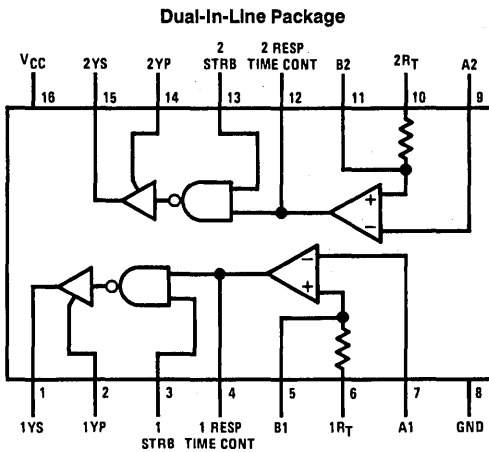 Dual-In-Line Package
VCC 2YS 2YP 2 STRB 2 RESP TIME CONT B2 2RT A2
16 15 14 13 12 11 10 9
+
−
−
+
1 2 3 4 5 6 7 8
1YS 1YP 1 STRB 1 RESP TIME CONT B1 1RT A1 GND